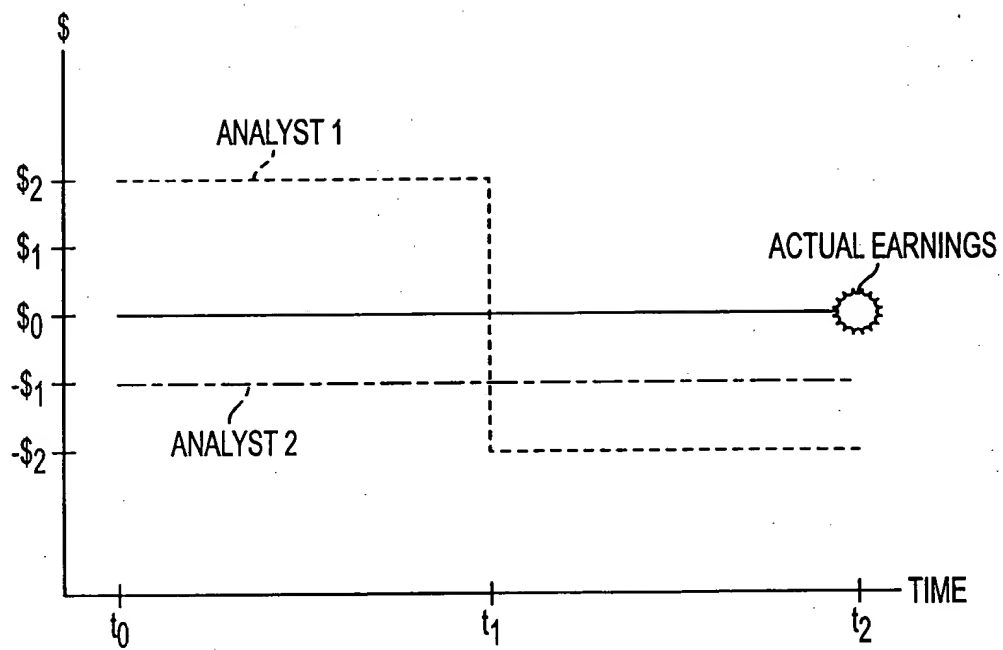 $
ANALYST 1
$2
$1
ACTUAL EARNINGS
$0
-$1
ANALYST 2
-$2
TIME
t0
t1
t2